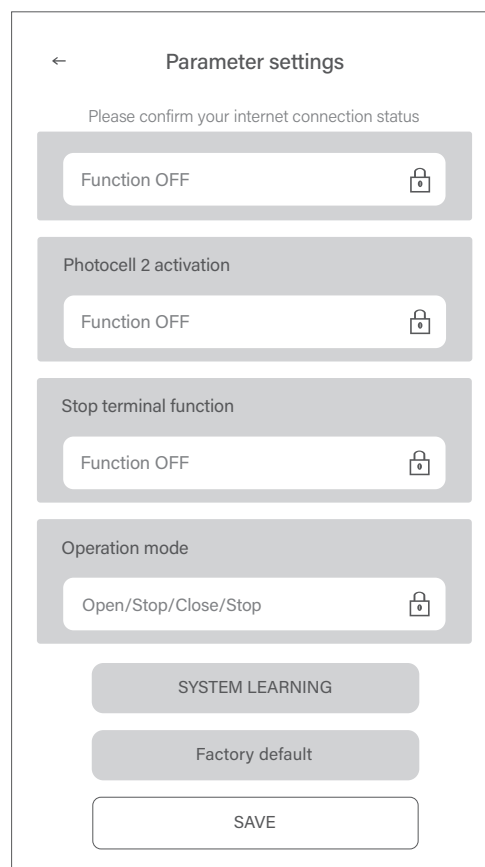 ← Parameter settings
Please confirm your internet connection status
Function OFF
Photocell 2 activation
Function OFF
Stop terminal function
Function OFF
Operation mode
Open/Stop/Close/Stop
SYSTEM LEARNING
Factory default
SAVE